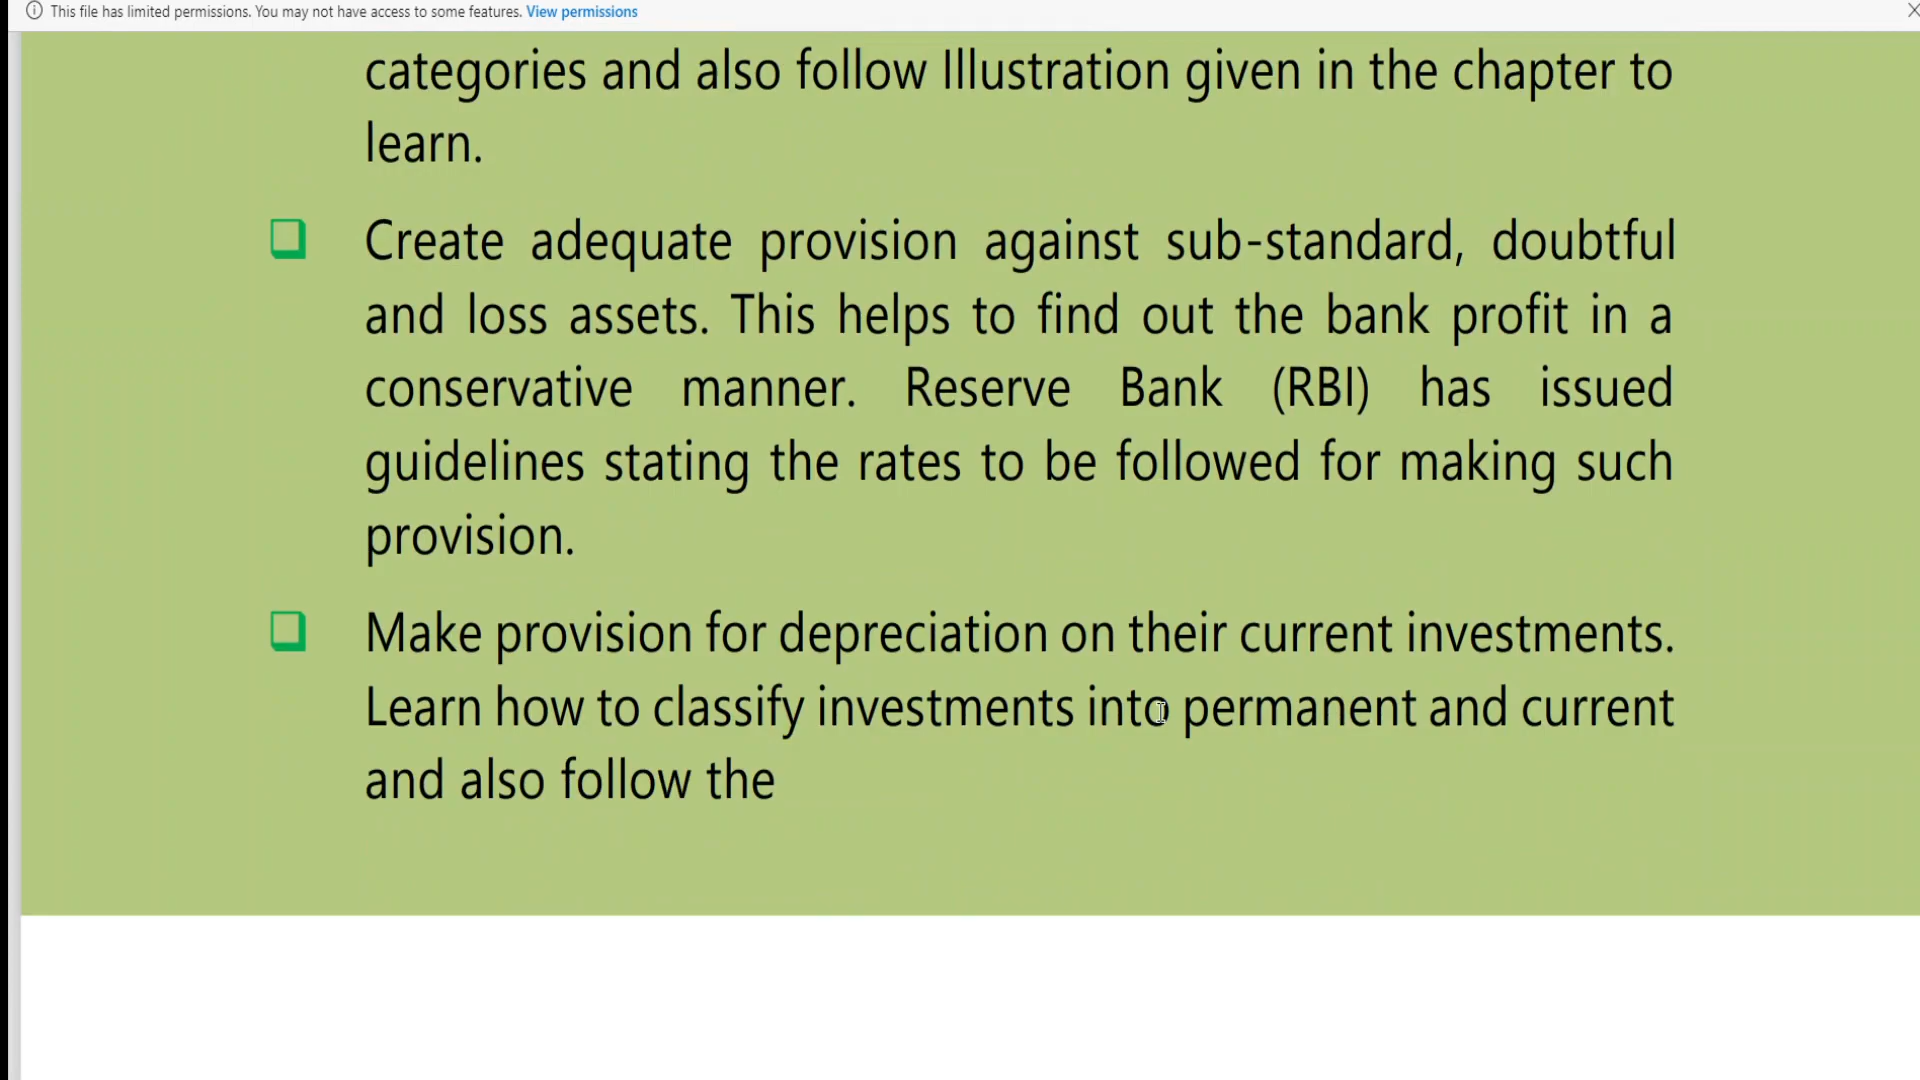 This file has limited permissions. You may not have access to some features. View permissions
categories and also follow Illustration given in the chapter to
learn.
Create adequate provision against sub-standard, doubtful
and loss assets. This helps to find out the bank profit in a
conservative manner. Reserve Bank (RBI) has issued
guidelines stating the rates to be followed for making such
provision.
Make provision for depreciation on their current investments.
Learn how to classify investments into permanent and current
and also follow the